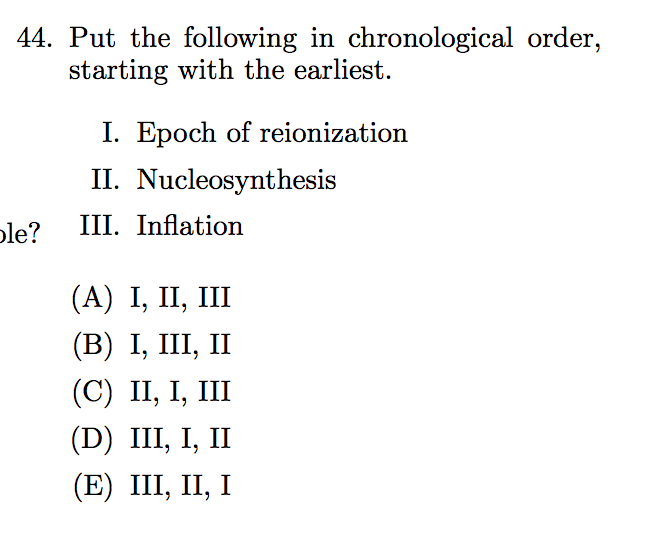 44. Put the following in chronological order,
starting with the earliest.
I. Epoch of reionization
II. Nucleosynthesis
III. Inflation
(A) I, II, III
(B) I, III, II
(C) II, I, III
(D) III, I, II
(E) III, II, I